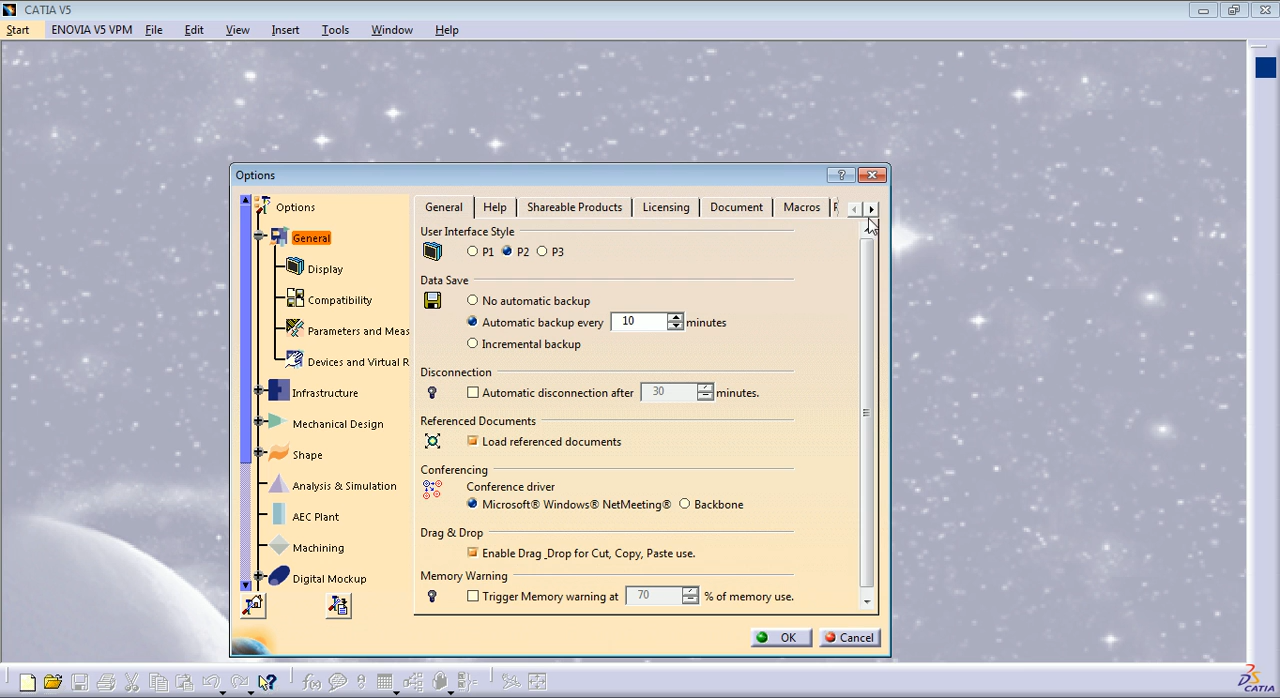 CATIA V5
Start ENOVIA V5 VPM File Edit View Insert Tools Window Help
Options
Options
General
Display
Compatibility
Parameters and Meas
Devices and Virtual R
Infrastructure
Mechanical Design
Shape
Analysis & Simulation
AEC Plant
Machining
Digital Mockup
General Help Shareable Products Licensing Document Macros
User Interface Style
P1 P2 P3
Data Save
No automatic backup
Automatic backup every 10 minutes
Incremental backup
Disconnection
Automatic disconnection after 30 minutes.
Referenced Documents
Load referenced documents
Conferencing
Conference driver
Microsoft® Windows® NetMeeting® Backbone
Drag & Drop
Enable Drag _Drop for Cut, Copy, Paste use.
Memory Warning
Trigger Memory warning at 70 % of memory use.
OK Cancel
f(x)
CATIA